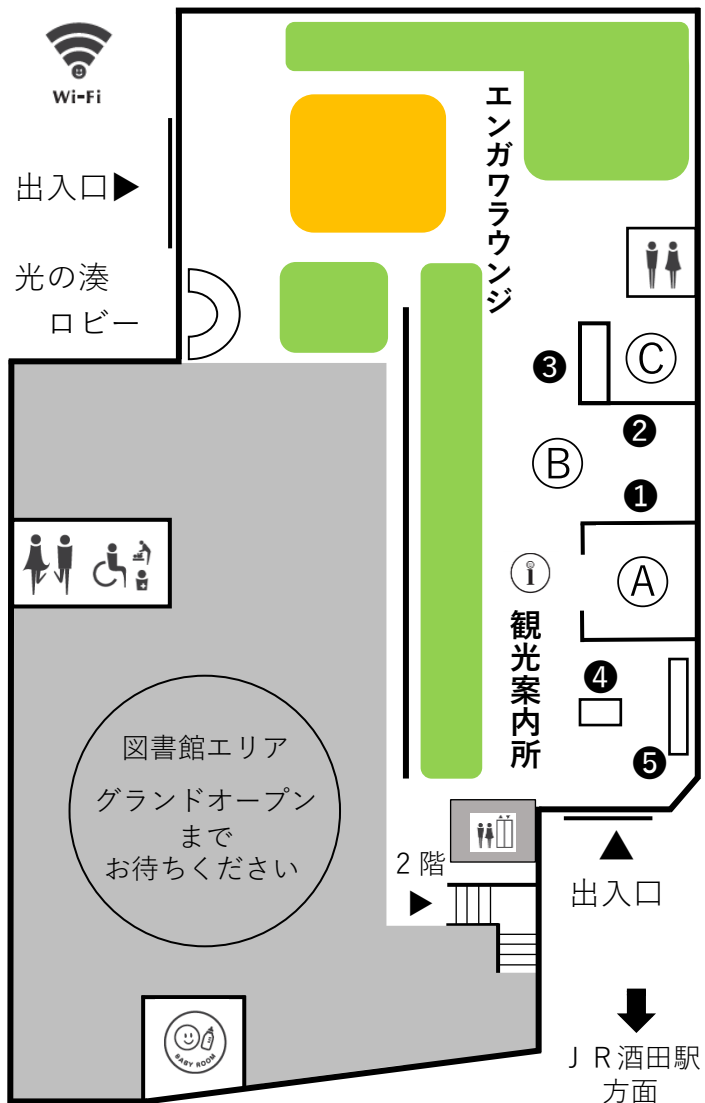 Wi-Fi
出入口▶
光の湊
ロビー
エンガワラウンジ
C
❸
❷
B
❶
i
A
観光案内所
❹
❺
図書館エリア
グランドオープン
まで
お待ちください
2階
▶
▲
出入口
BABY ROOM
ＪＲ酒田駅
方面